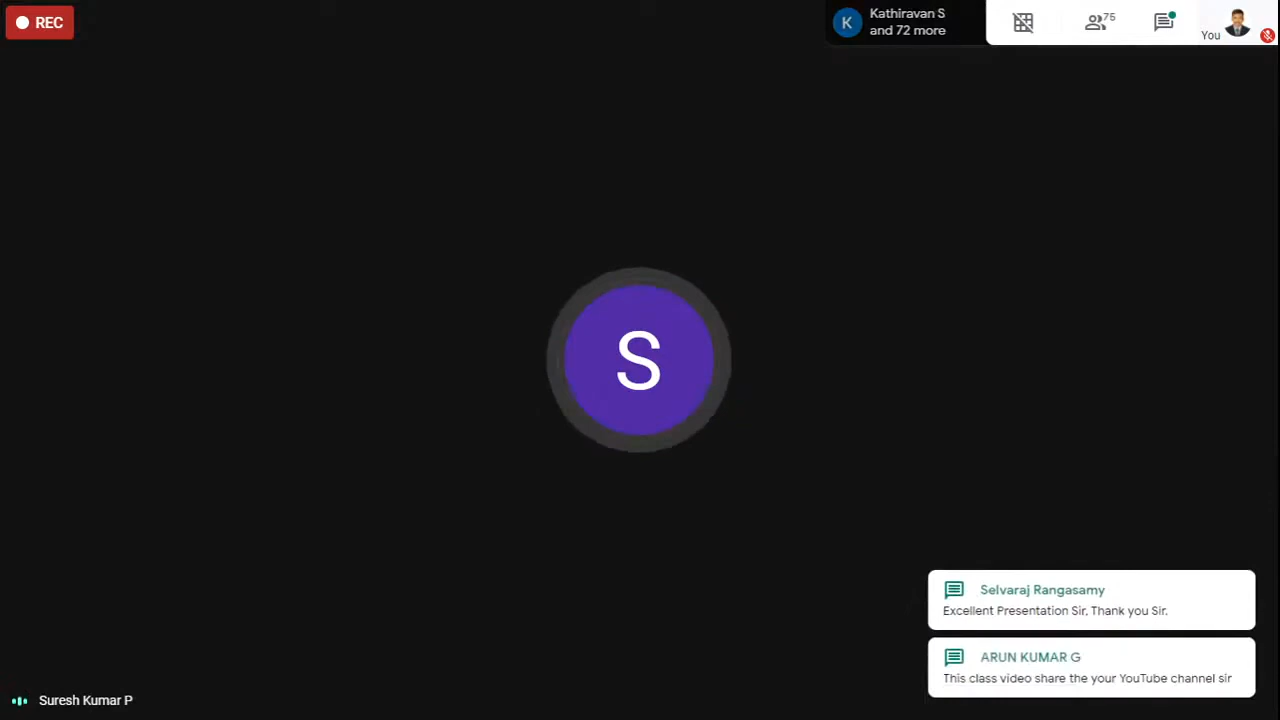 REC
K
Kathiravan S
and 72 more
75
You
S
Selvaraj Rangasamy
Excellent Presentation Sir, Thank you Sir.
ARUN KUMAR G
This class video share the your YouTube channel sir
Suresh Kumar P